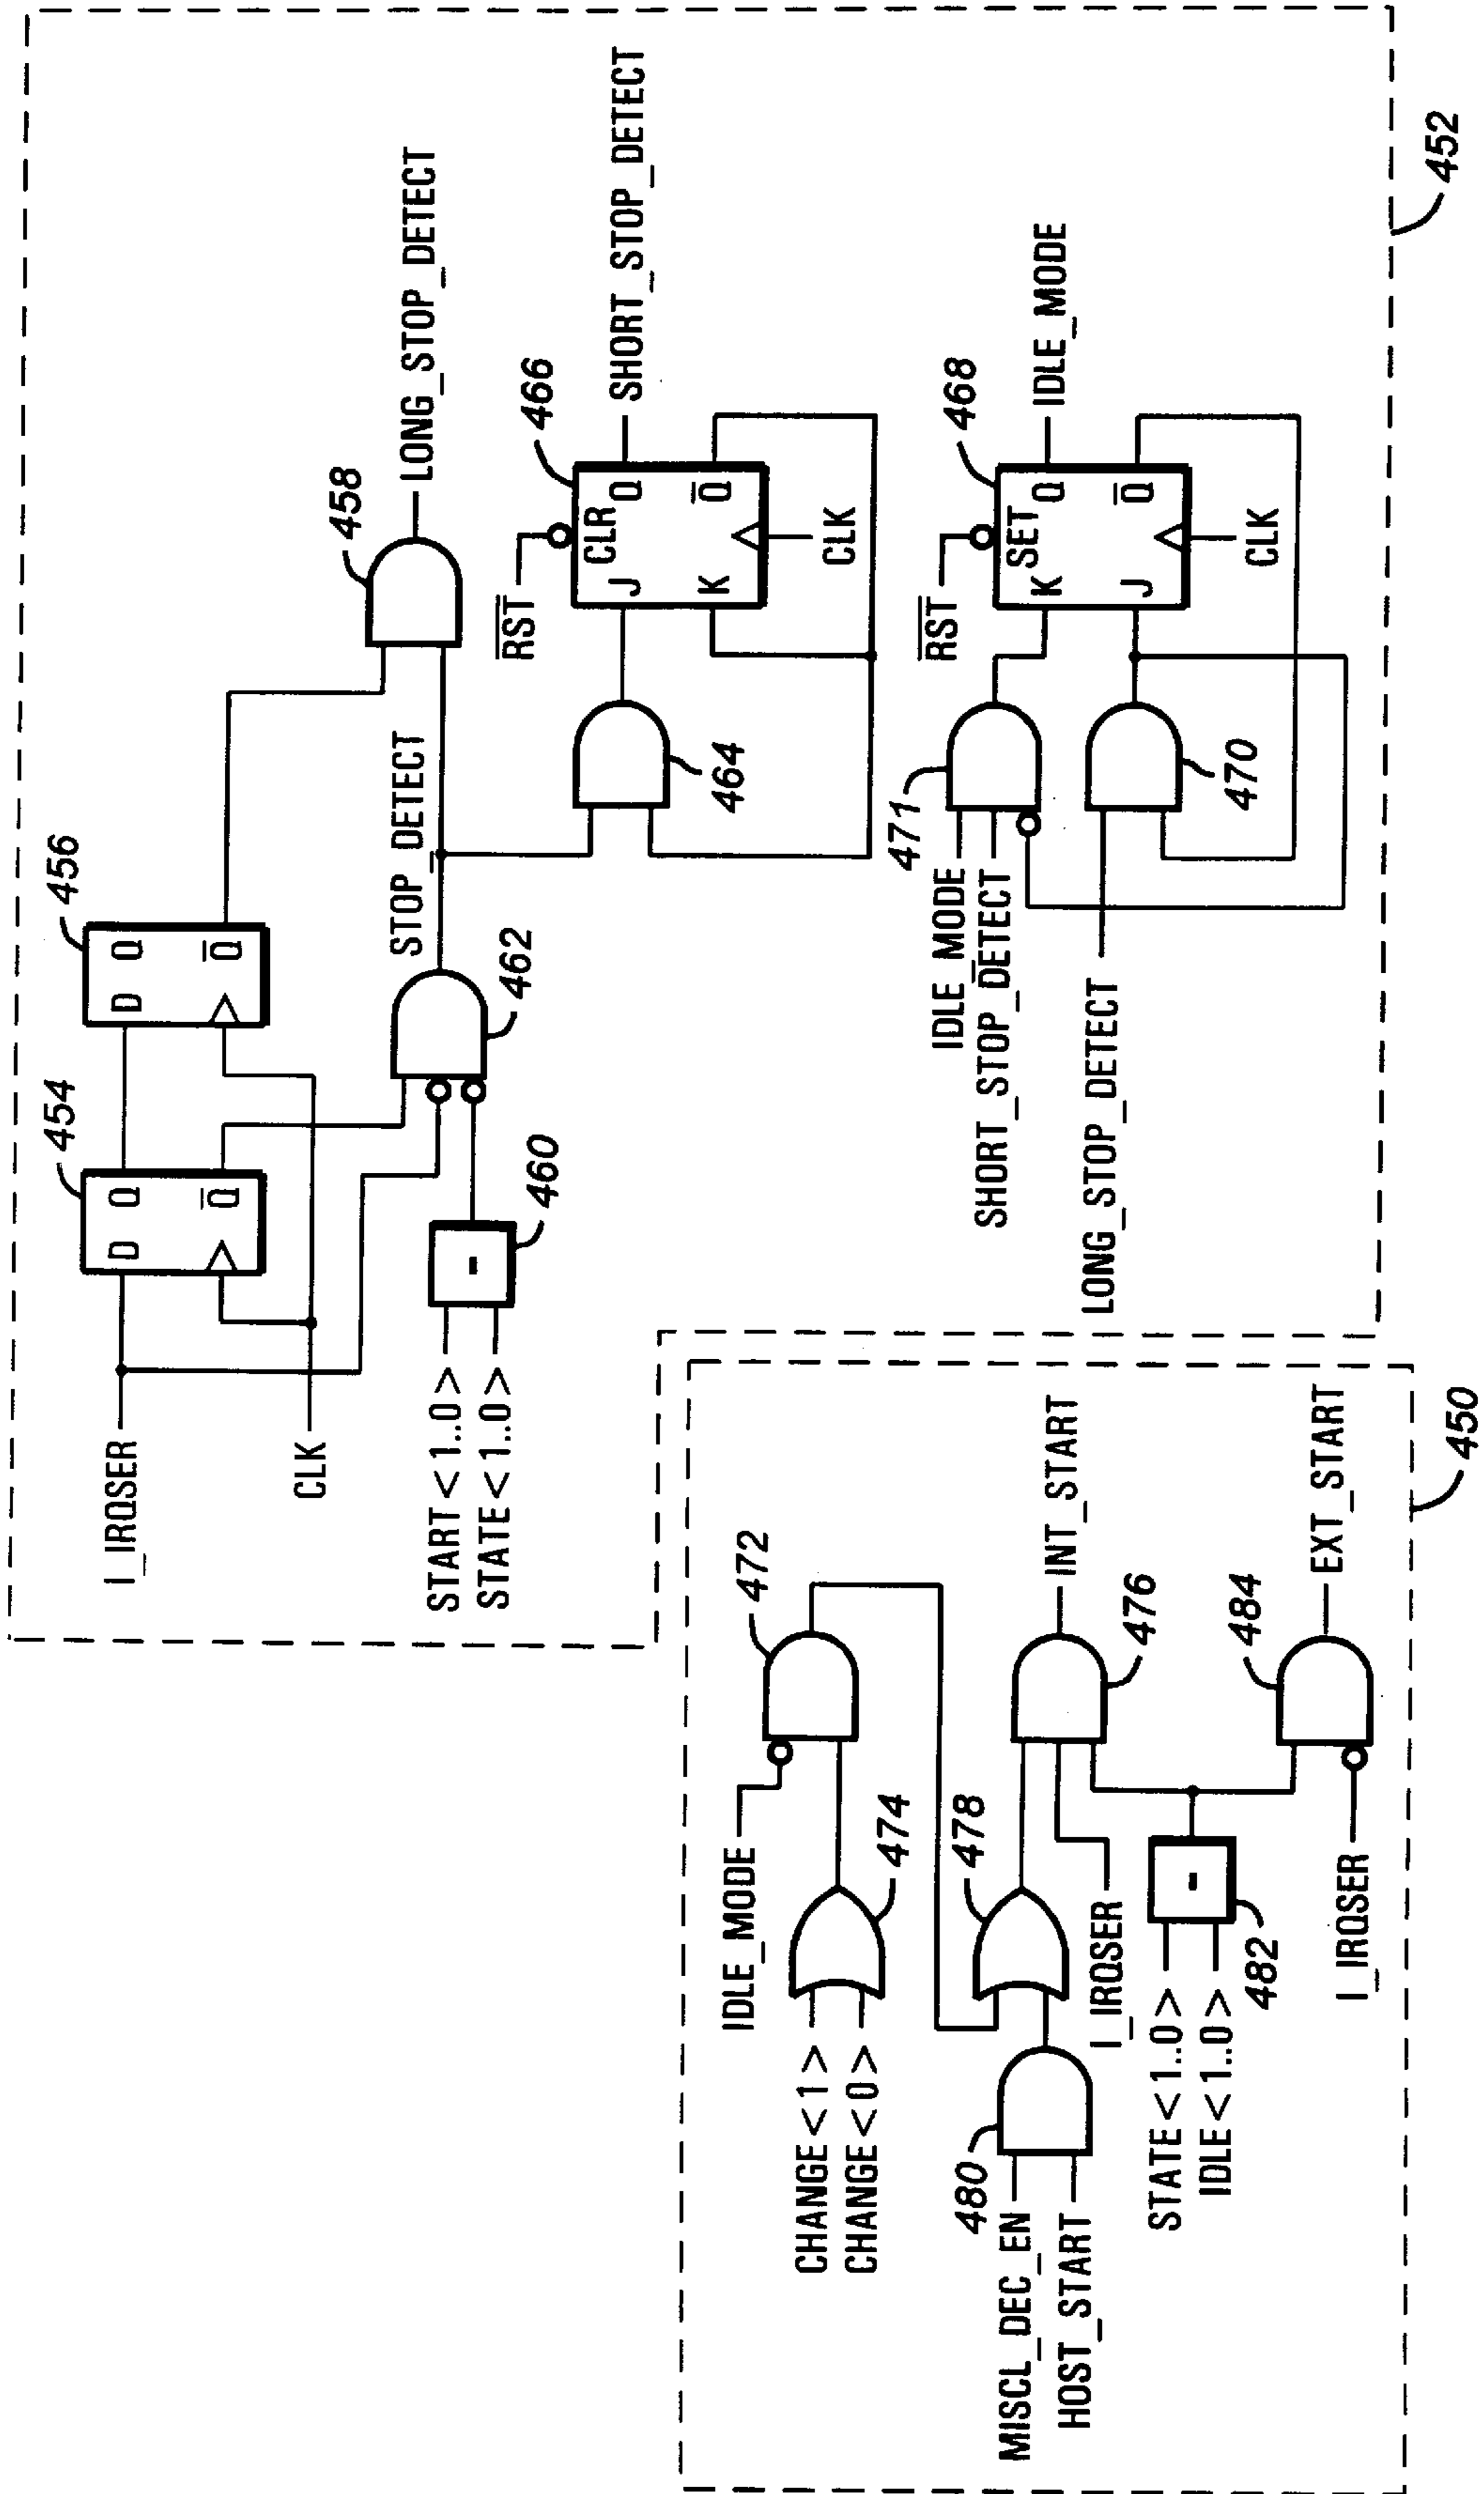 I_IRQSER
CLK
454
D Q
Q̅
456
D Q
Q̅
START<1..0>
STATE<1..0>
=
460
462
STOP_DETECT
458
LONG_STOP_DETECT
464
R̅S̅T̅
466
CLR
J Q
K Q̅
CLK
SHORT_STOP_DETECT
IDLE_MODE
SHORT_STOP_DETECT
LONG_STOP_DETECT
471
470
R̅S̅T̅
468
SET
K Q
J Q̅
CLK
IDLE_MODE
452
IDLE_MODE
472
CHANGE<1>
CHANGE<0>
474
MISCL_DEC_EN
HOST_START
480
478
I_IRQSER
476
INT_START
STATE<1..0>
IDLE<1..0>
=
482
I_IRQSER
484
EXT_START
450